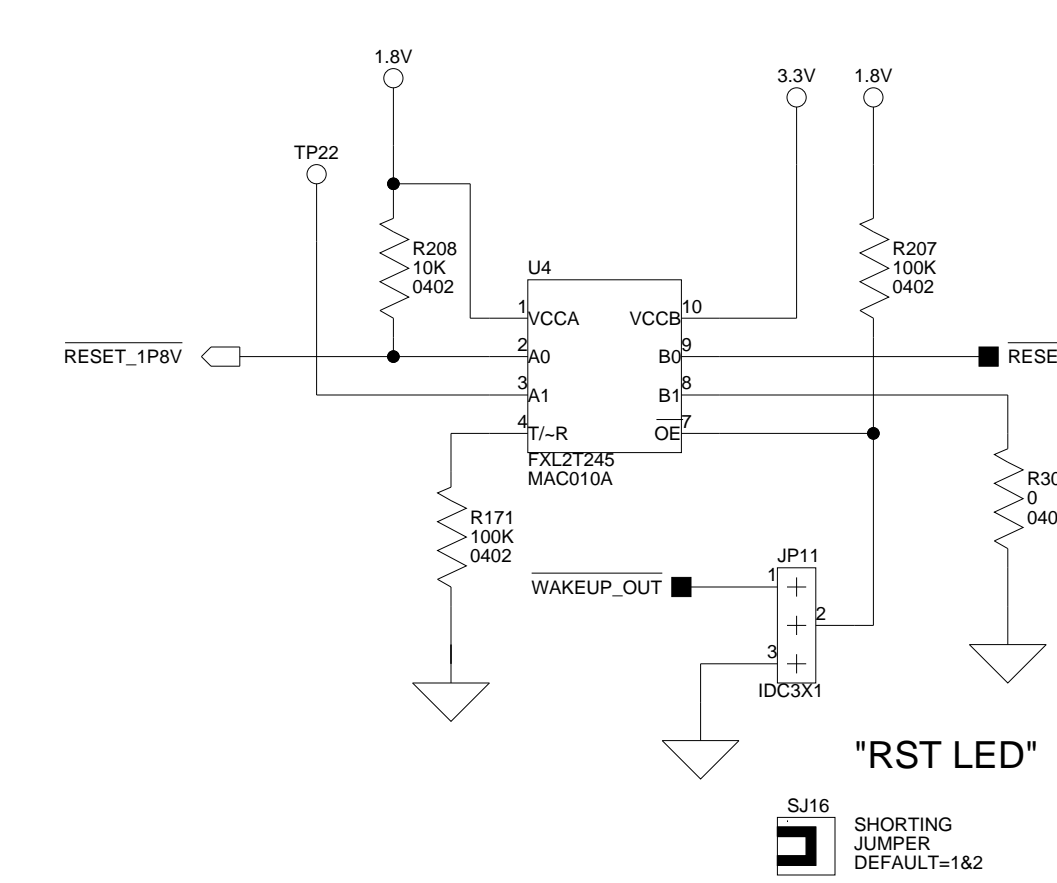 1.8V
3.3V
1.8V
TP22
R208
10K
0402
R207
100K
0402
U4
1
VCCA
VCCB
10
RESET_1P8V
2
A0
B0
9
3
A1
B1
8
4
T/~R
OE
7
FXL2T245
MAC010A
R171
100K
0402
0
JP11
WAKEUP_OUT
1
2
3
IDC3X1
"RST LED"
SJ16
SHORTING
JUMPER
DEFAULT=1&2